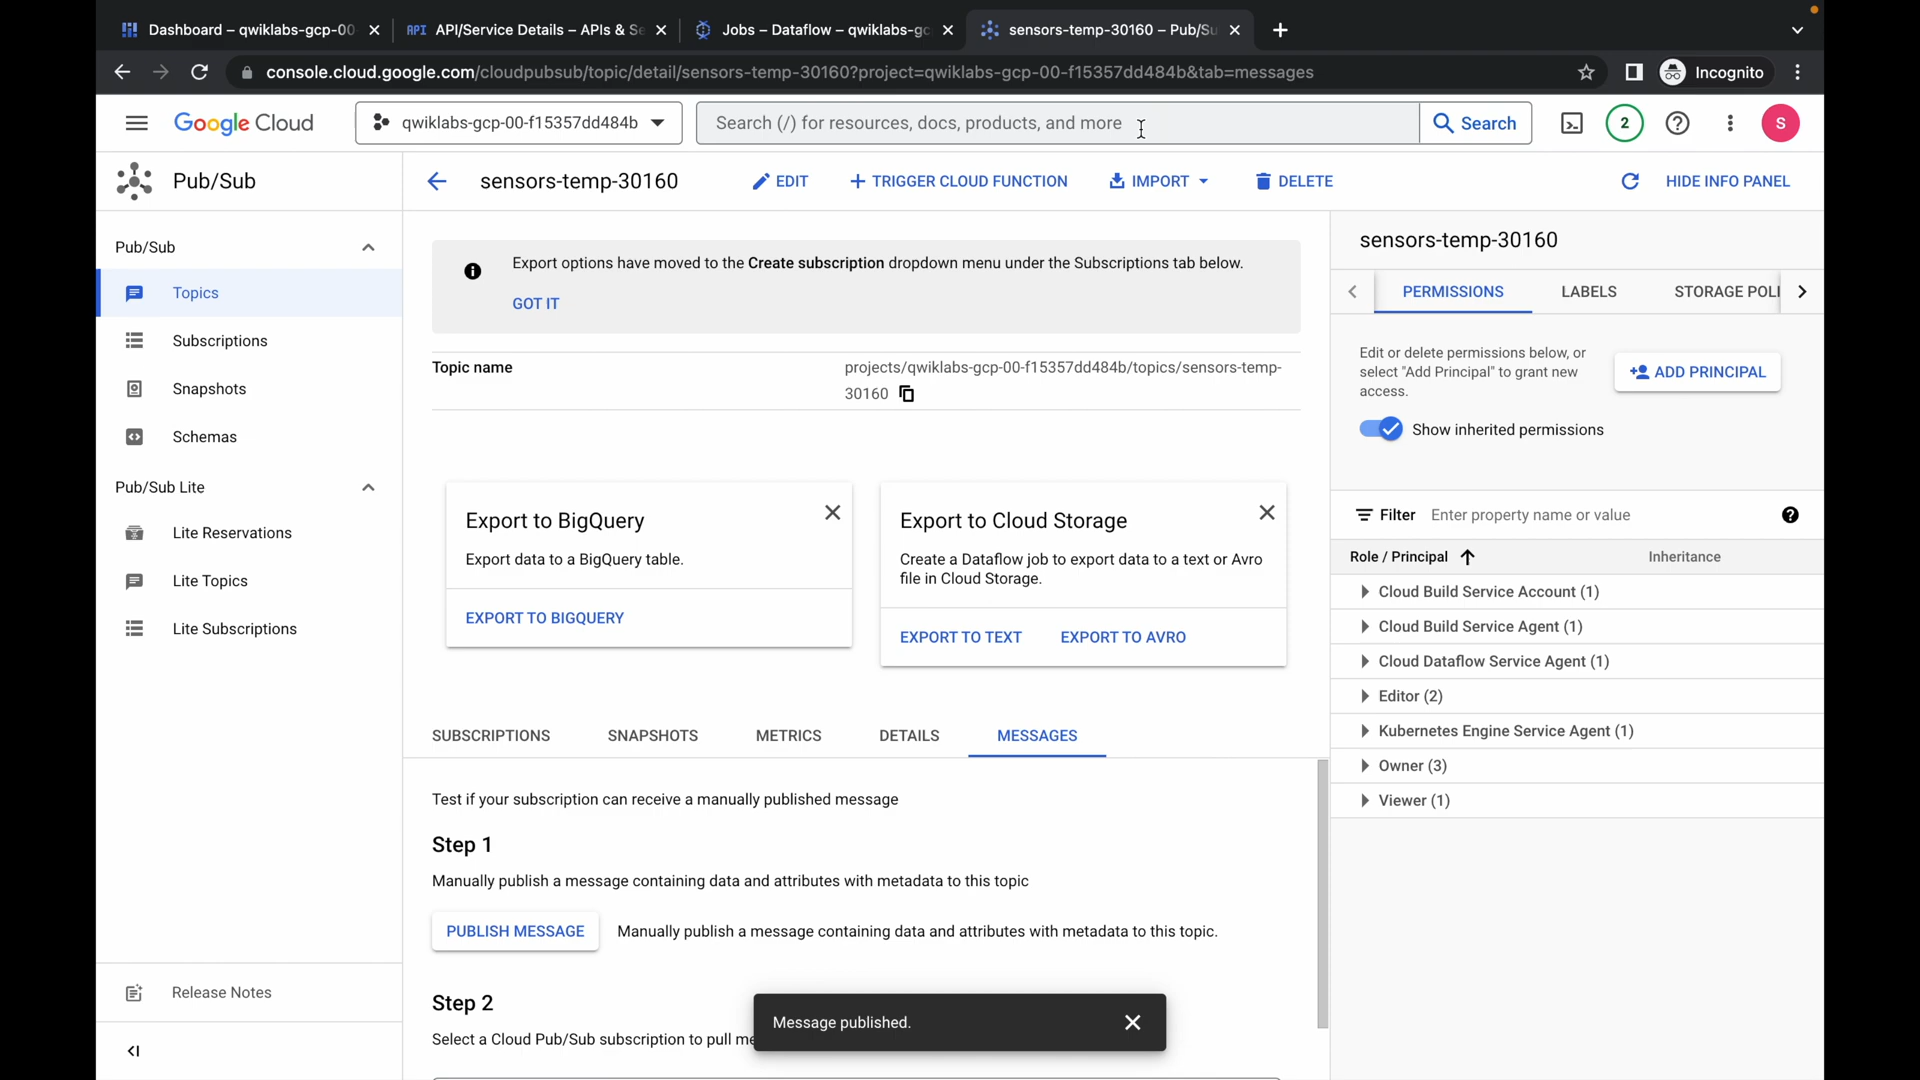 Dashboard – qwiklabs-gcp-00
API API/Service Details – APIs & Se
Jobs – Dataflow – qwiklabs-gc
sensors-temp-30160 – Pub/Su
console.cloud.google.com/cloudpubsub/topic/detail/sensors-temp-30160?project=qwiklabs-gcp-00-f15357dd484b&tab=messages
Incognito
Google Cloud
qwiklabs-gcp-00-f15357dd484b
Search (/) for resources, docs, products, and more
Search
2
S
Pub/Sub
sensors-temp-30160
EDIT
TRIGGER CLOUD FUNCTION
IMPORT
DELETE
HIDE INFO PANEL
Pub/Sub
Topics
Subscriptions
Snapshots
Schemas
Pub/Sub Lite
Lite Reservations
Lite Topics
Lite Subscriptions
Release Notes
Export options have moved to the Create subscription dropdown menu under the Subscriptions tab below.
GOT IT
Topic name
projects/qwiklabs-gcp-00-f15357dd484b/topics/sensors-temp-
30160
Export to BigQuery
Export data to a BigQuery table.
EXPORT TO BIGQUERY
Export to Cloud Storage
Create a Dataflow job to export data to a text or Avro
file in Cloud Storage.
EXPORT TO TEXT
EXPORT TO AVRO
SUBSCRIPTIONS
SNAPSHOTS
METRICS
DETAILS
MESSAGES
Test if your subscription can receive a manually published message
Step 1
Manually publish a message containing data and attributes with metadata to this topic
PUBLISH MESSAGE
Manually publish a message containing data and attributes with metadata to this topic.
Step 2
Select a Cloud Pub/Sub subscription to pull me
Message published.
sensors-temp-30160
PERMISSIONS
LABELS
STORAGE POLI
Edit or delete permissions below, or
select "Add Principal" to grant new
access.
ADD PRINCIPAL
Show inherited permissions
Filter
Enter property name or value
Role / Principal
Inheritance
Cloud Build Service Account (1)
Cloud Build Service Agent (1)
Cloud Dataflow Service Agent (1)
Editor (2)
Kubernetes Engine Service Agent (1)
Owner (3)
Viewer (1)